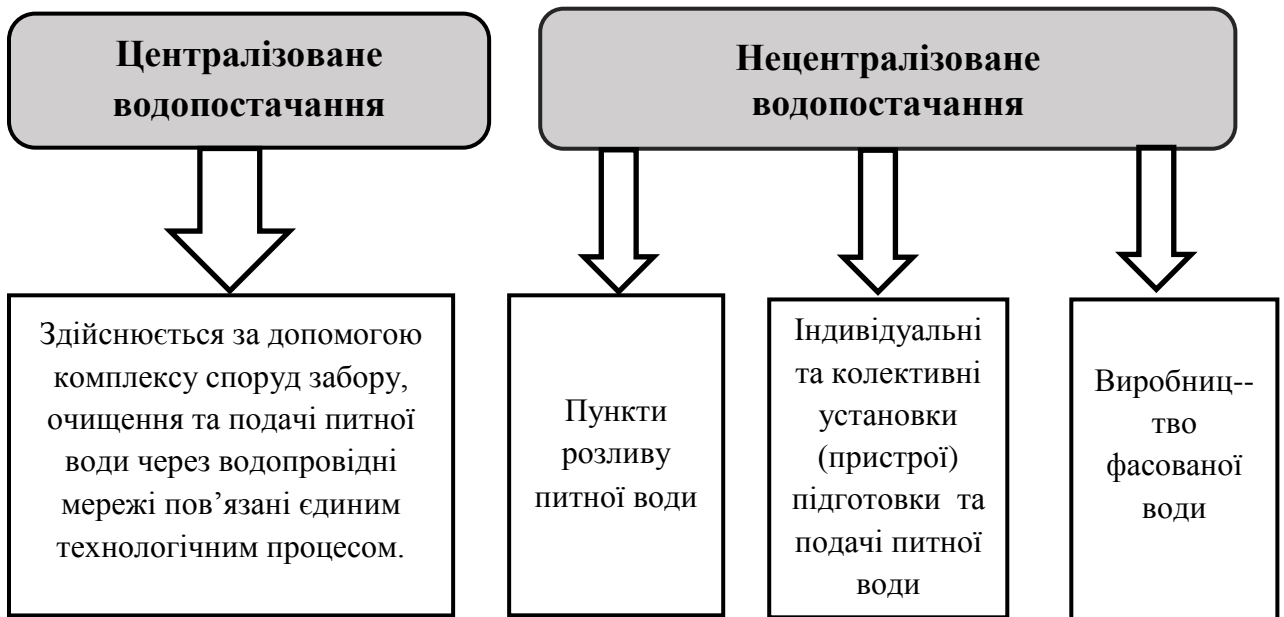 Централізоване
водопостачання
Нецентралізоване
водопостачання
Здійснюється за допомогою
комплексу споруд забору,
очищення та подачі питної
води через водопровідні
мережі пов’язані єдиним
технологічним процесом.
Пункти
розливу
питної води
Індивідуальні
та колективні
установки
(пристрої)
підготовки та
подачі питної
води
Виробниц--
тво
фасованої
води